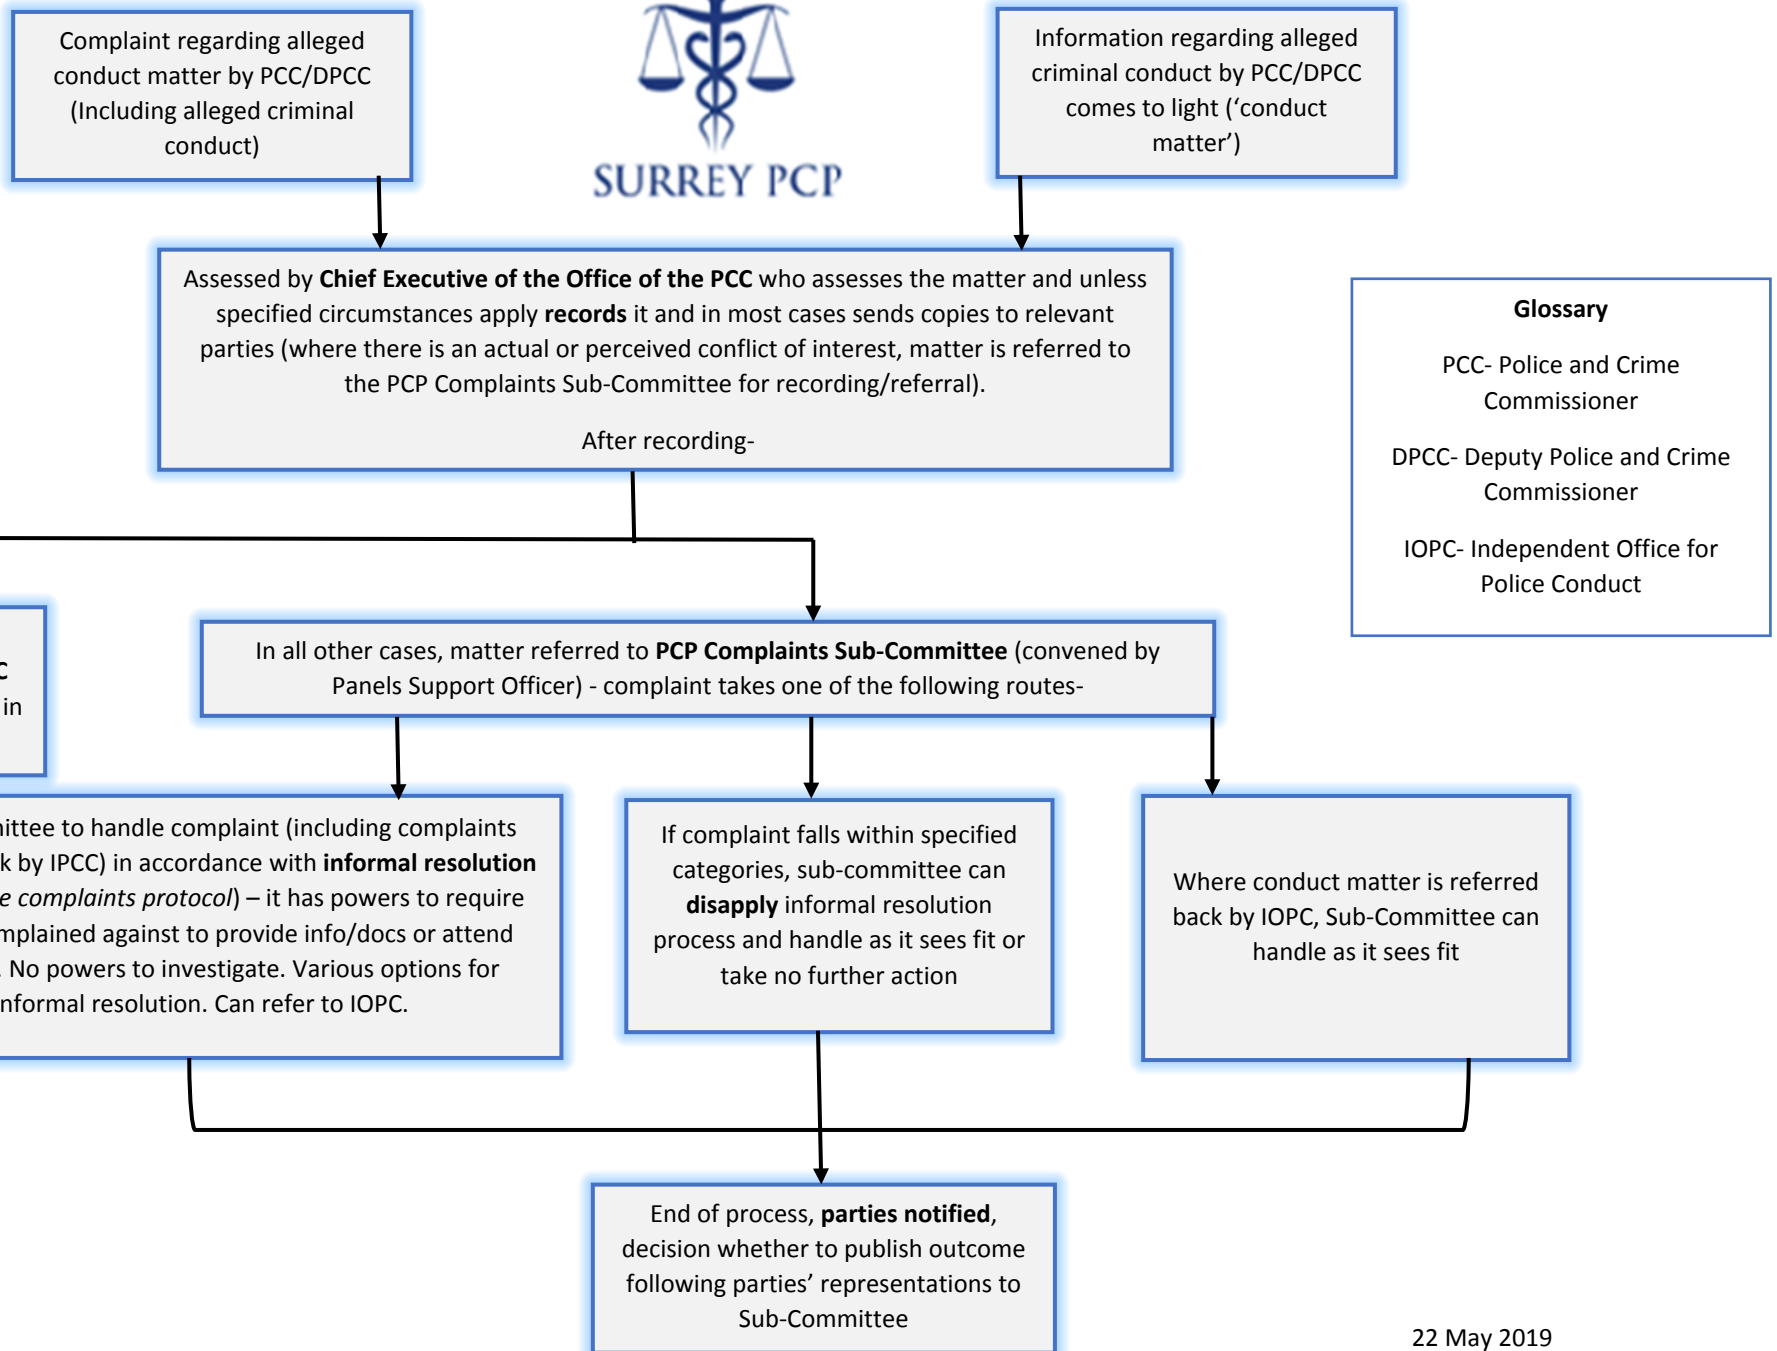 Complaint regarding alleged
conduct matter by PCC/DPCC
(Including alleged criminal
conduct)
SURREY PCP
Information regarding alleged
criminal conduct by PCC/DPCC
comes to light (‘conduct
matter’)
Assessed by Chief Executive of the Office of the PCC who assesses the matter and unless
specified circumstances apply records it and in most cases sends copies to relevant
parties (where there is an actual or perceived conflict of interest, matter is referred to
the PCP Complaints Sub-Committee for recording/referral).
After recording-
Glossary
PCC- Police and Crime
Commissioner
DPCC- Deputy Police and Crime
Commissioner
IOPC- Independent Office for
Police Conduct
in
In all other cases, matter referred to PCP Complaints Sub-Committee (convened by
Panels Support Officer) - complaint takes one of the following routes-
to handle complaint (including complaints
by IPCC) in accordance with informal resolution
complaints protocol) – it has powers to require
against to provide info/docs or attend
. No powers to investigate. Various options for
informal resolution. Can refer to IOPC.
If complaint falls within specified
categories, sub-committee can
disapply informal resolution
process and handle as it sees fit or
take no further action
Where conduct matter is referred
back by IOPC, Sub-Committee can
handle as it sees fit
End of process, parties notified,
decision whether to publish outcome
following parties’ representations to
Sub-Committee
22 May 2019